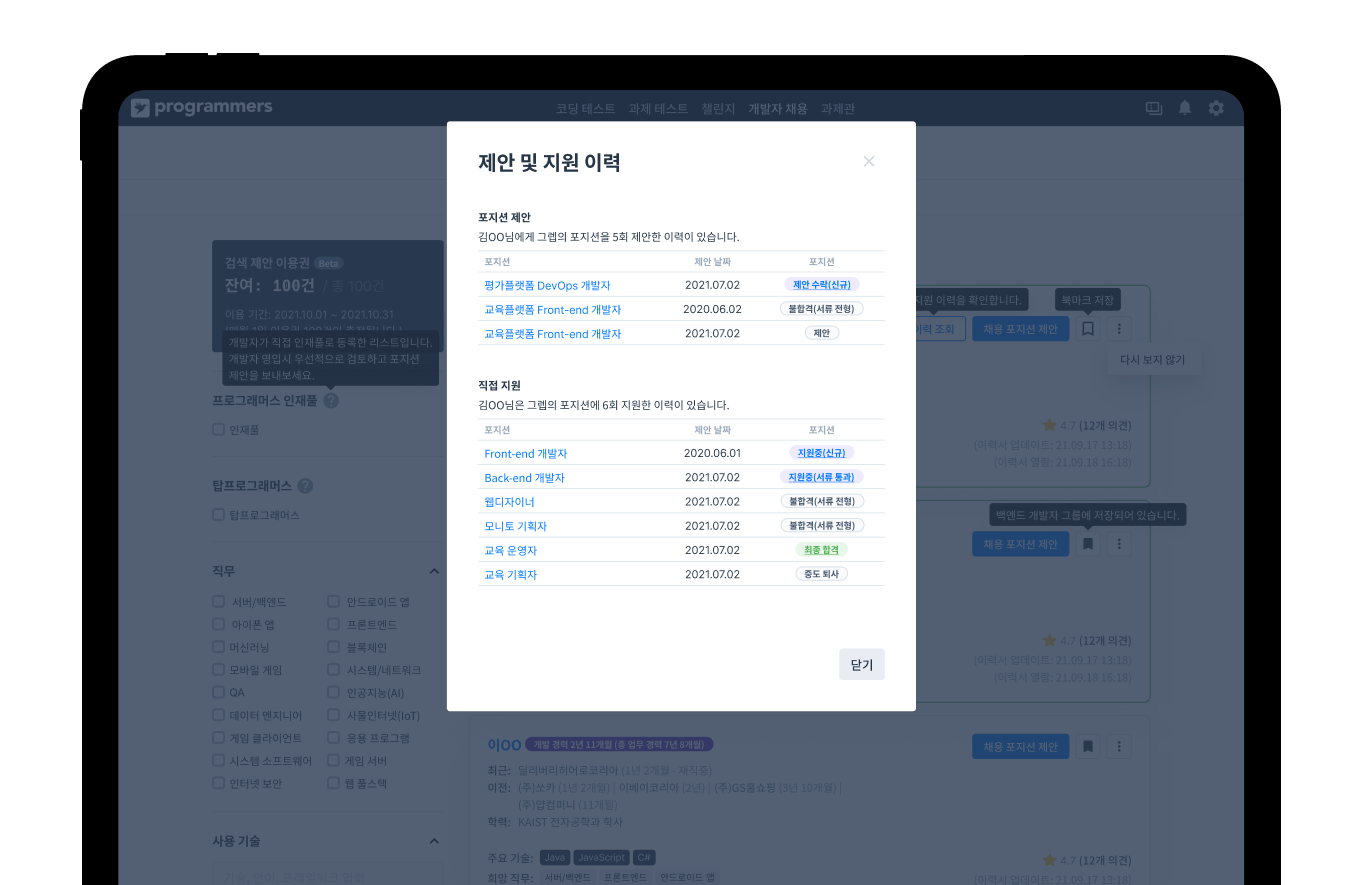 programmers
코딩 테스트 과제 테스트 챌린지 개발자 채용 과제관
제안 및 지원 이력
포지션 제안
김OO님에게 그렙의 포지션을 5회 제안한 이력이 있습니다.
포지션 제안 날짜 포지션
평가플랫폼 DevOps 개발자 2021.07.02 제안 수락(신규)
교육플랫폼 Front-end 개발자 2020.06.02 불합격(서류 전형)
교육플랫폼 Front-end 개발자 2021.07.02 제안
직접 지원
김OO님은 그렙의 포지션에 6회 지원한 이력이 있습니다.
포지션 제안 날짜 포지션
Front-end 개발자 2020.06.01 지원중(신규)
Back-end 개발자 2021.07.02 지원중(서류 통과)
웹디자이너 2021.07.02 불합격(서류 전형)
모니토 기획자 2021.07.02 불합격(서류 전형)
교육 운영자 2021.07.02 최종 합격
교육 기획자 2021.07.02 중도 퇴사
닫기
검색 제안 이용권 Beta
잔여: 100건 / 총 100건
이용 기간: 2021.10.01 ~ 2021.10.31
개발자가 직접 인재풀로 등록한 리스트입니다.
개발자 영입시 우선적으로 검토하고 포지션
제안을 보내보세요.
프로그래머스 인재풀 ?
인재풀
탑프로그래머스 ?
탑프로그래머스
직무
서버/백엔드 안드로이드 앱
아이폰 앱 프론트엔드
머신러닝 블록체인
모바일 게임 시스템/네트워크
QA 인공지능(AI)
데이터 엔지니어 사물인터넷(IoT)
게임 클라이언트 응용 프로그램
시스템 소프트웨어 게임 서버
인터넷 보안 웹 풀스택
사용 기술
지원 이력을 확인합니다. 북마크 저장
이력 조회 채용 포지션 제안
다시 보지 않기
4.7 (12개 의견)
(이력서 업데이트: 21.09.17 13:18)
(이력서 열람: 21.09.18 16:18)
백엔드 개발자 그룹에 저장되어 있습니다.
채용 포지션 제안
4.7 (12개 의견)
(이력서 업데이트: 21.09.17 13:18)
(이력서 열람: 21.09.18 16:18)
이OO 개발 경력 2년 11개월 (총 업무 경력 7년 8개월) 채용 포지션 제안
최근: 딜리버리히어로코리아 (1년 2개월 - 재직중)
이전: (주)쏘카 (1년 2개월) | 이베이코리아 (2년) | (주)GS홈쇼핑 (3년 10개월) |
(주)얍컴퍼니 (11개월)
학력: KAIST 전자공학과 학사
주요 기술: Java JavaScript C#
4.7 (12개 의견)
희망 직무: 서버/백엔드 프론트엔드 안드로이드 앱